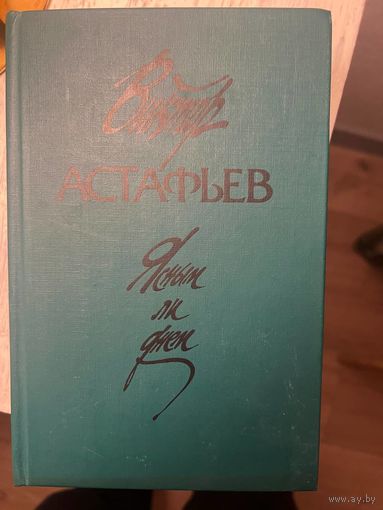 Виктор
АСТАФЬЕВ
Ясным
ли
днем
www.ay.by